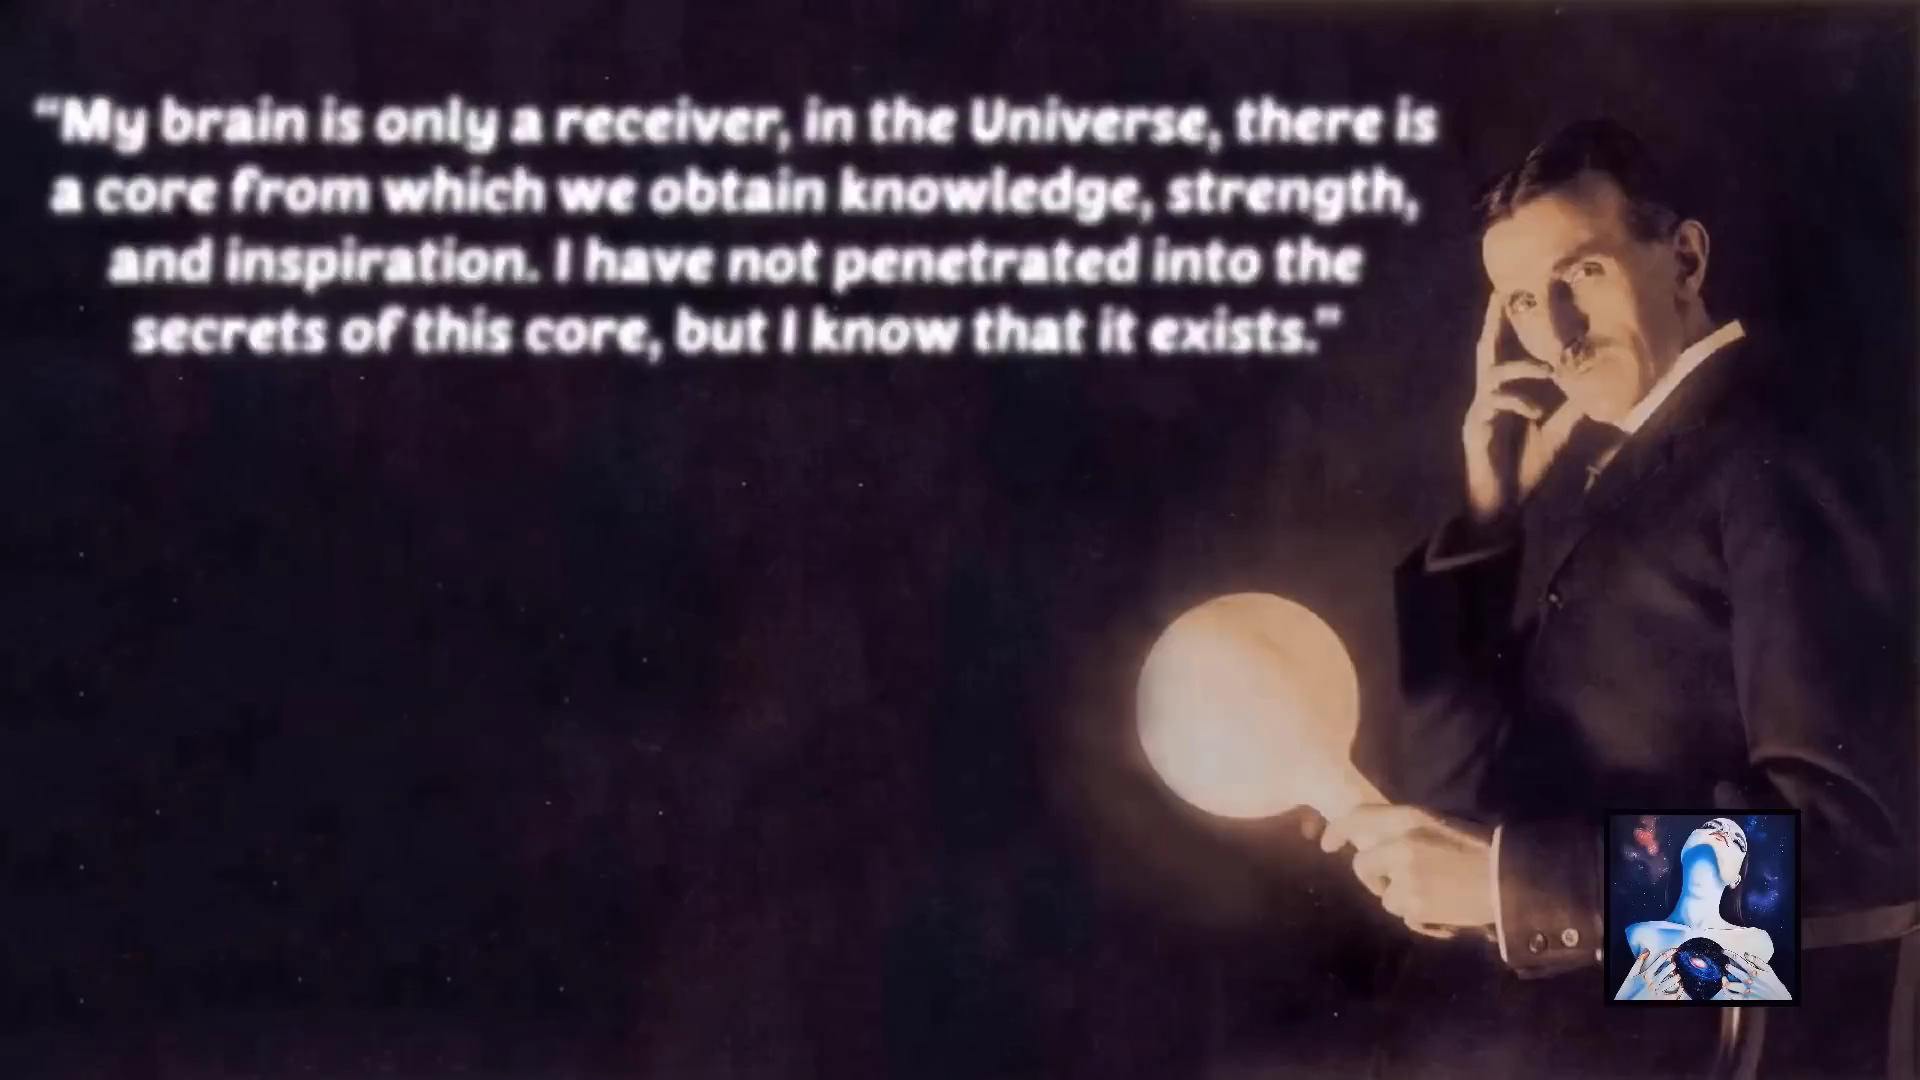 “My brain is only a receiver, in the Universe, there is
a core from which we obtain knowledge, strength,
and inspiration. I have not penetrated into the
secrets of this core, but I know that it exists.”